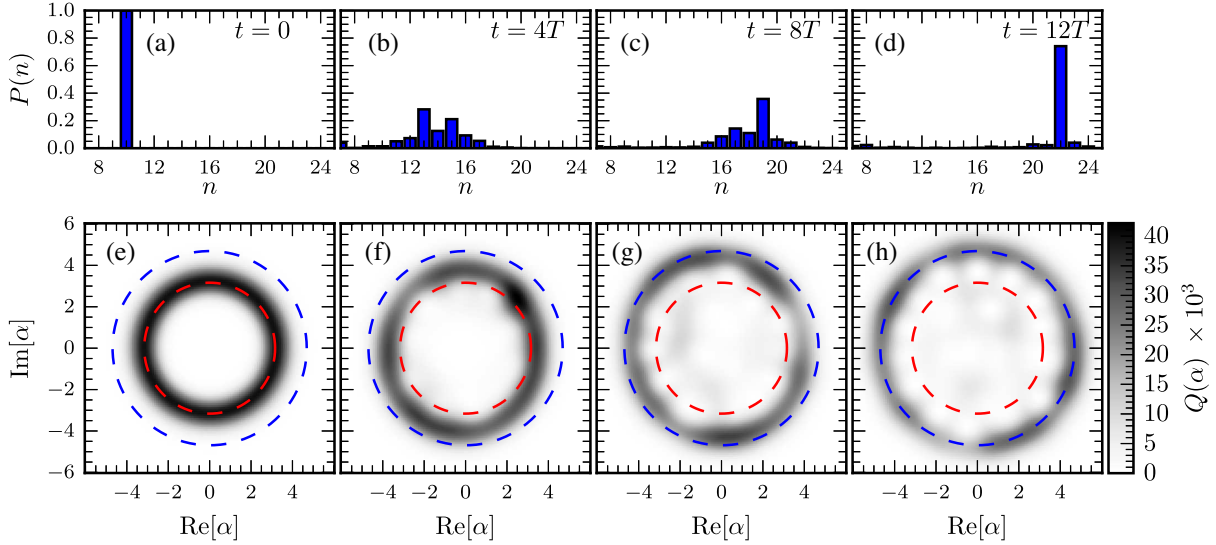 (a) t = 0 (b) t = 4T (c) t = 8T (d) t = 12T
P(n)
1.0
0.8
0.6
0.4
0.2
0.0
8 12 16 20 24 8 12 16 20 24 8 12 16 20 24 8 12 16 20 24
n n n n
(e) (f) (g) (h)
Im[α]
6
4
2
0
−2
−4
−6
−4 −2 0 2 4 −4 −2 0 2 4 −4 −2 0 2 4 −4 −2 0 2 4
Re[α] Re[α] Re[α] Re[α]
40
35
30
25
20
15
10
5
0
Q(α) × 10³